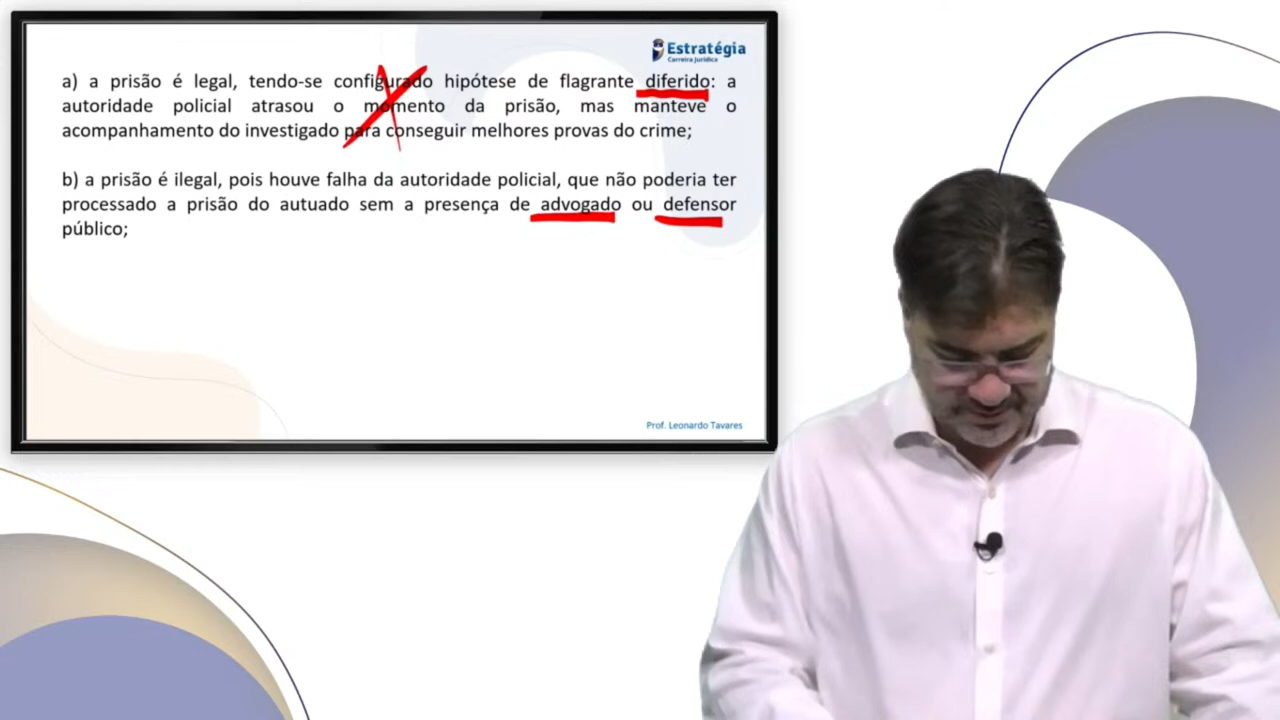 Estratégia
Carreira Jurídica
a) a prisão é legal, tendo-se configurado hipótese de flagrante diferido: a
autoridade policial atrasou o momento da prisão, mas manteve o
acompanhamento do investigado para conseguir melhores provas do crime;
b) a prisão é ilegal, pois houve falha da autoridade policial, que não poderia ter
processado a prisão do autuado sem a presença de advogado ou defensor
público;
Prof. Leonardo Tavares